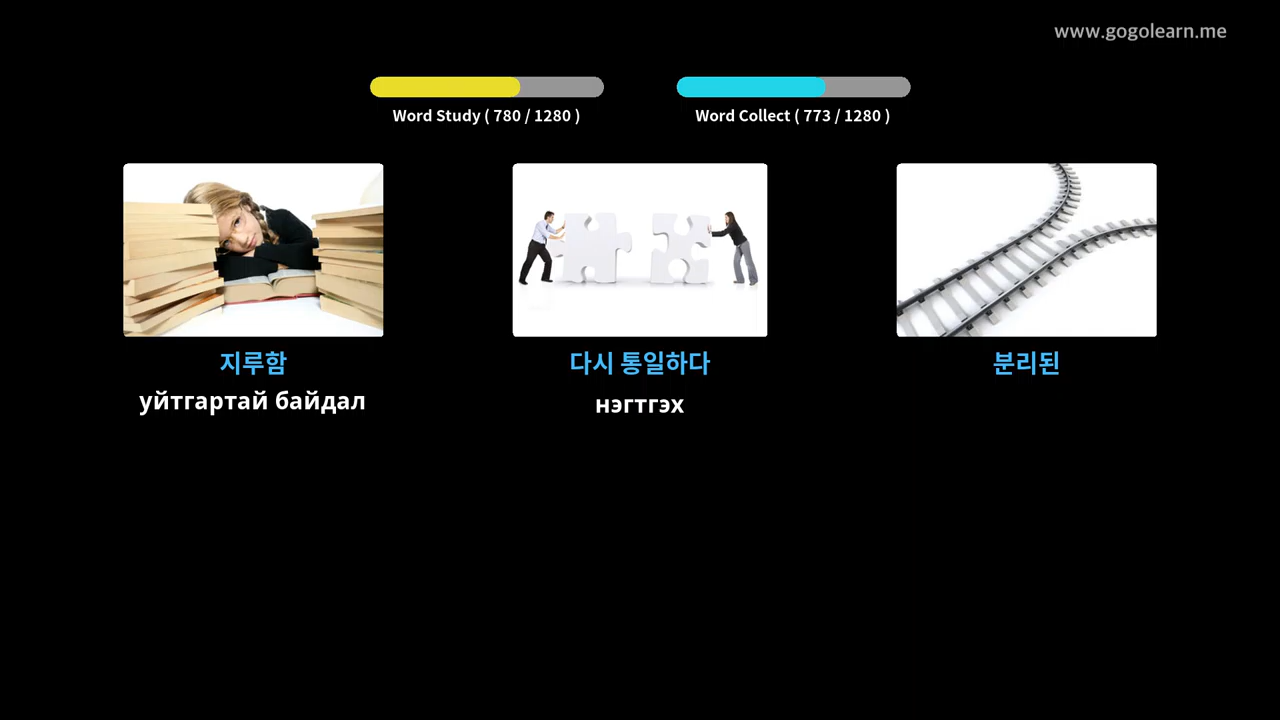 www.gogolearn.me
Word Study ( 780 / 1280 )
Word Collect ( 773 / 1280 )
지루함
다시 통일하다
분리된
уйтгартай байдал
нэгтгэх